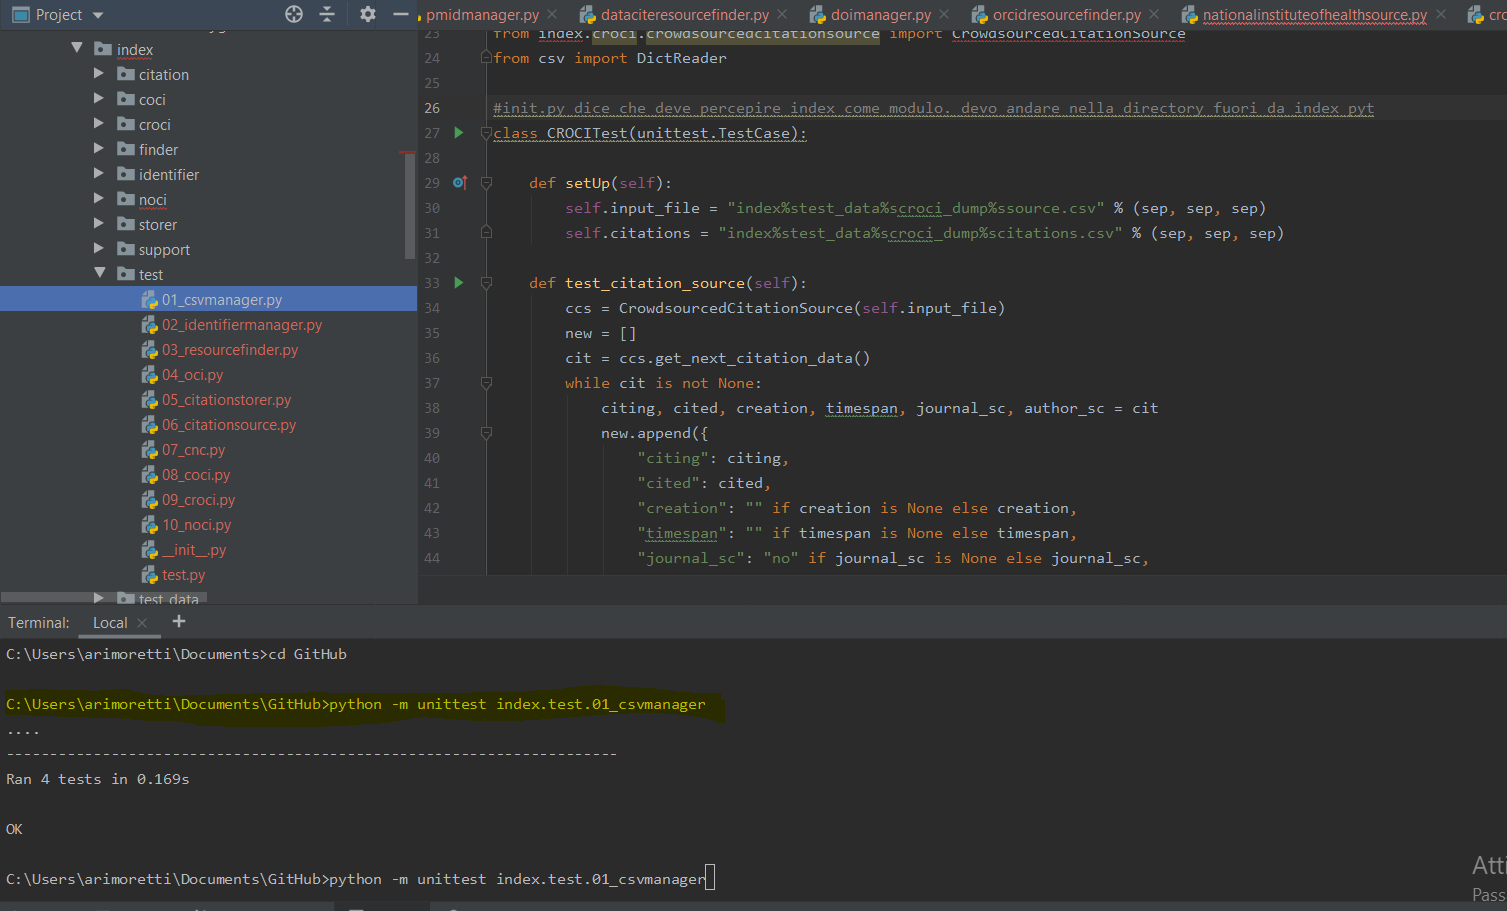 Project
pmidmanager.py
dataciteresourcefinder.py
doimanager.py
orcidresourcefinder.py
nationalinstituteofhealthsource.py
cro
index
citation
coci
croci
finder
identifier
noci
storer
support
test
01_csvmanager.py
02_identifiermanager.py
03_resourcefinder.py
04_oci.py
05_citationstorer.py
06_citationsource.py
07_cnc.py
08_coci.py
09_croci.py
10_noci.py
__init__.py
test.py
test_data
23 from index.croci.crowdsourcedcitationsource import CrowdsourcedCitationSource
24 from csv import DictReader
25
26 #init.py dice che deve percepire index come modulo. devo andare nella directory fuori da index pyt
27 class CROCITest(unittest.TestCase):
28
29 def setUp(self):
30 self.input_file = "index%stest_data%scroci_dump%ssource.csv" % (sep, sep, sep)
31 self.citations = "index%stest_data%scroci_dump%scitations.csv" % (sep, sep, sep)
32
33 def test_citation_source(self):
34 ccs = CrowdsourcedCitationSource(self.input_file)
35 new = []
36 cit = ccs.get_next_citation_data()
37 while cit is not None:
38 citing, cited, creation, timespan, journal_sc, author_sc = cit
39 new.append({
40 "citing": citing,
41 "cited": cited,
42 "creation": "" if creation is None else creation,
43 "timespan": "" if timespan is None else timespan,
44 "journal_sc": "no" if journal_sc is None else journal_sc,
Terminal: Local +
C:\Users\arimoretti\Documents>cd GitHub
C:\Users\arimoretti\Documents\GitHub>python -m unittest index.test.01_csvmanager
....
----------------------------------------------------------------------
Ran 4 tests in 0.169s
OK
C:\Users\arimoretti\Documents\GitHub>python -m unittest index.test.01_csvmanager
Atti
Pass